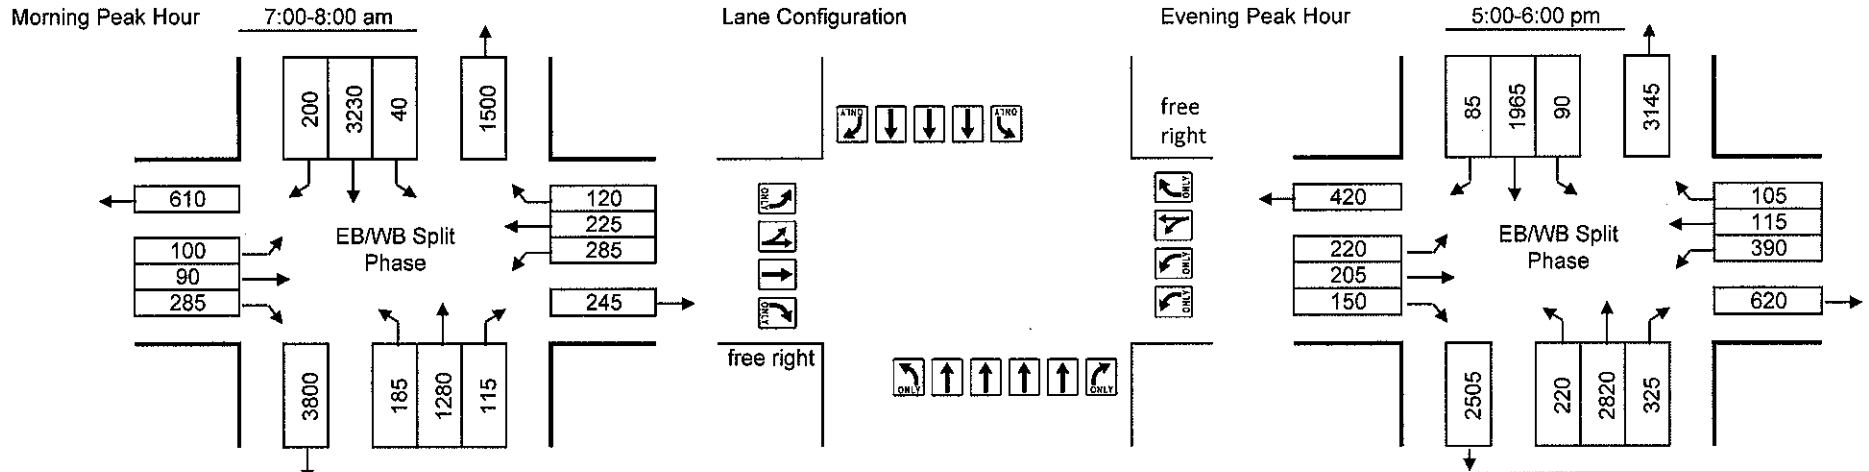 Morning Peak Hour 7:00-8:00 am
200
3230
40
1500
610
120
225
285
EB/WB Split
Phase
100
90
285
245
3800
185
1280
115
Lane Configuration
ONLY
ONLY
free
right
ONLY
ONLY
ONLY
ONLY
ONLY
free right
ONLY
ONLY
Evening Peak Hour 5:00-6:00 pm
85
1965
90
3145
420
105
115
390
EB/WB Split
Phase
220
205
150
620
2505
220
2820
325